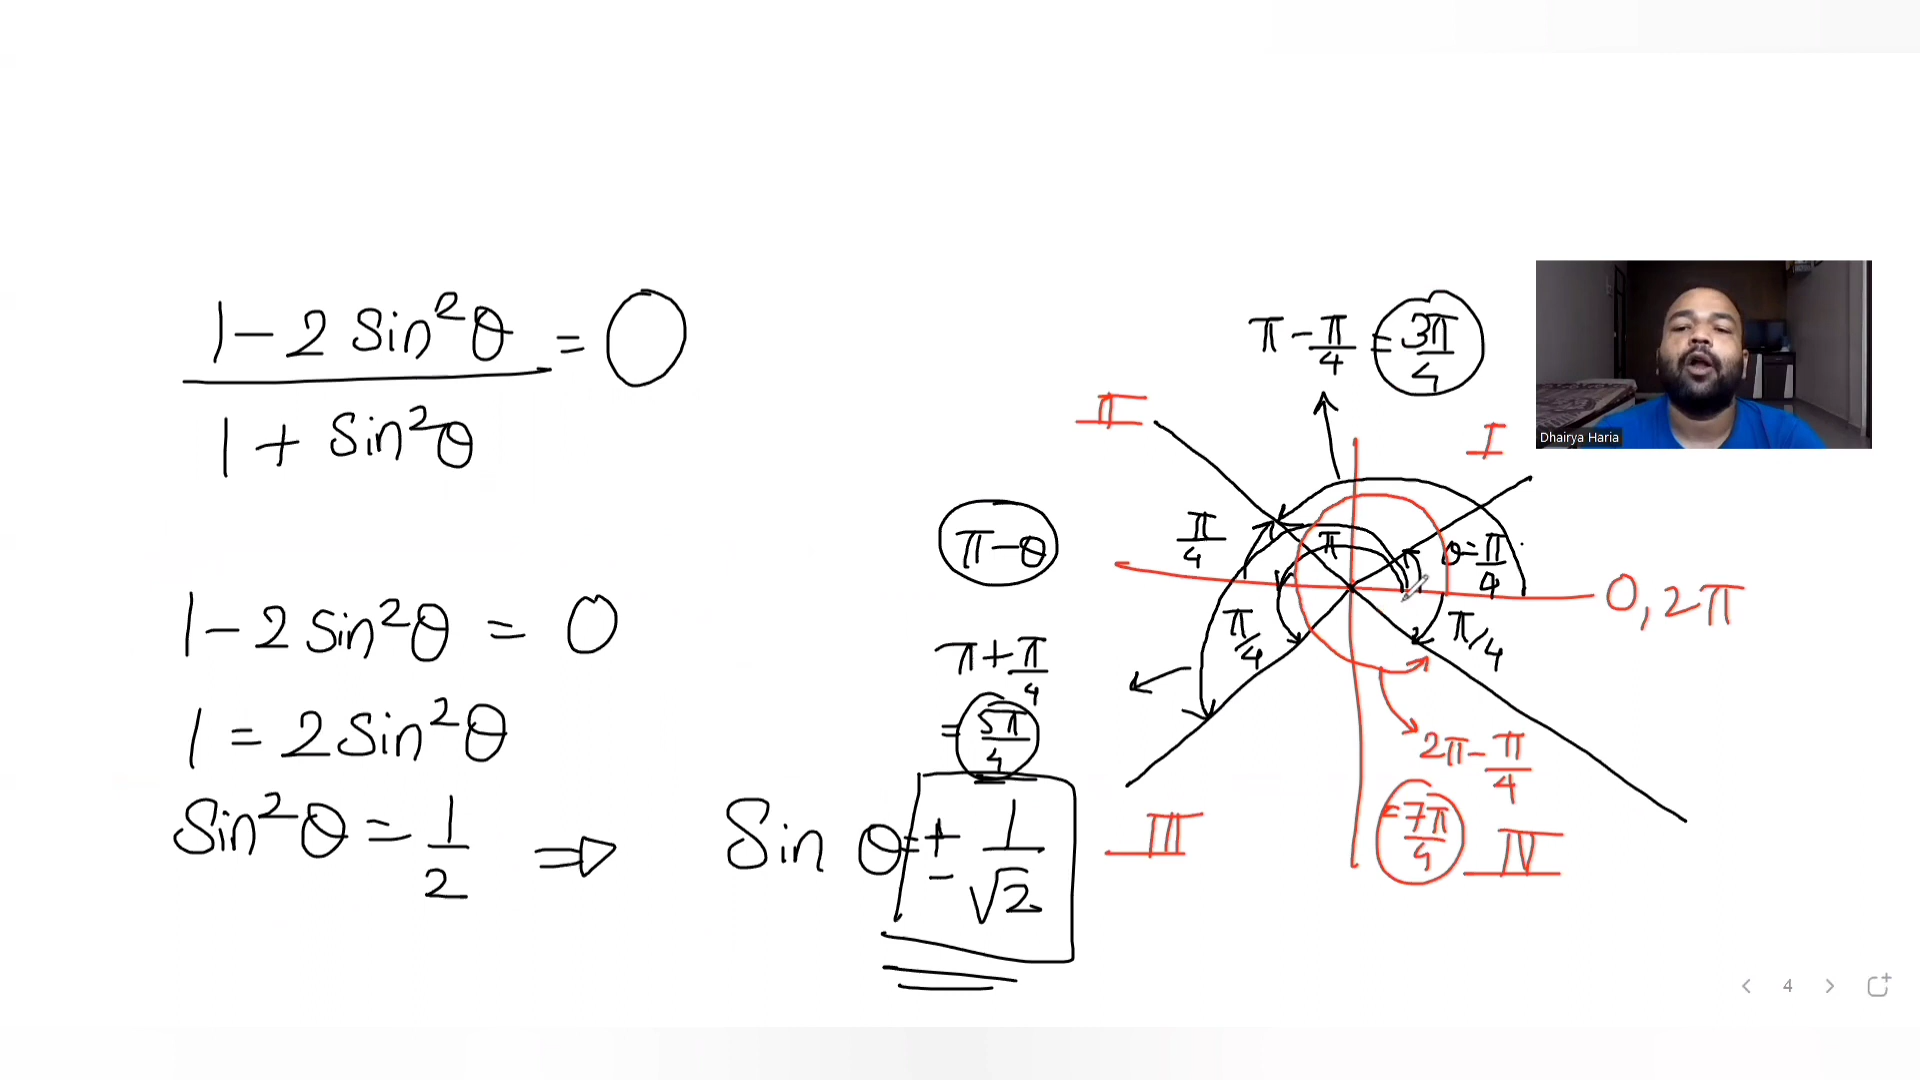 1 - 2 Sin²θ = 0
1 + Sin²θ
1 - 2 Sin²θ = 0
1 = 2 Sin²θ
Sin²θ = 1/2 ⇒ Sin θ = ± 1/√2
π - θ
π + π/4
= 5π/4
π - π/4 = 3π/4
II
I
π/4
π
θ = π/4
0, 2π
π/4
π/4
2π - π/4
= 7π/4
III
IV
Dhairya Haria
4